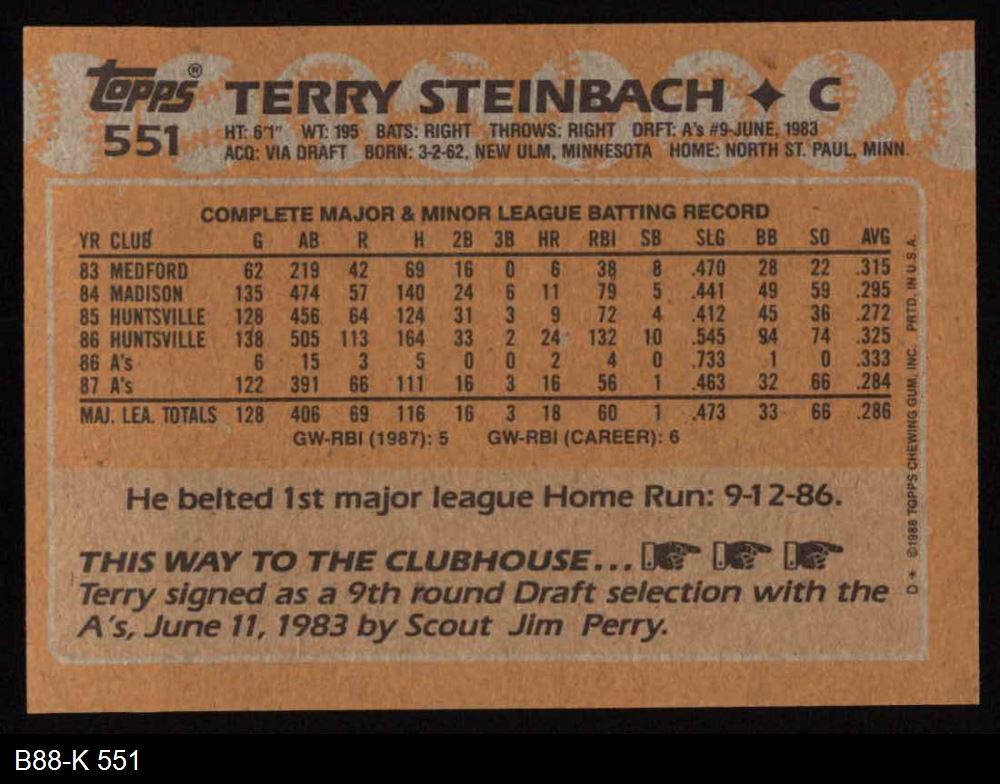 topps® TERRY STEINBACH ✦ C
551
HT: 6'1" WT: 195 BATS: RIGHT THROWS: RIGHT DRFT: A's #9-JUNE, 1983
ACQ: VIA DRAFT BORN: 3-2-62, NEW ULM, MINNESOTA HOME: NORTH ST. PAUL, MINN.
COMPLETE MAJOR & MINOR LEAGUE BATTING RECORD
YR CLUB G AB R H 2B 3B HR RBI SB SLG BB SO AVG
83 MEDFORD 62 219 42 69 16 0 6 38 8 .470 28 22 .315
84 MADISON 135 474 57 140 24 6 11 79 5 .441 49 59 .295
85 HUNTSVILLE 128 456 64 124 31 3 9 72 4 .412 45 36 .272
86 HUNTSVILLE 138 505 113 164 33 2 24 132 10 .545 94 74 .325
86 A's 6 15 3 5 0 0 2 4 0 .733 1 0 .333
87 A's 122 391 66 111 16 3 16 56 1 .463 32 66 .284
MAJ. LEA. TOTALS 128 406 69 116 16 3 18 60 1 .473 33 66 .286
GW-RBI (1987): 5 GW-RBI (CAREER): 6
He belted 1st major league Home Run: 9-12-86.
THIS WAY TO THE CLUBHOUSE...
Terry signed as a 9th round Draft selection with the
A's, June 11, 1983 by Scout Jim Perry.
D* ©1988 TOPPS CHEWING GUM, INC. PRTD. IN U.S.A.
B88-K 551